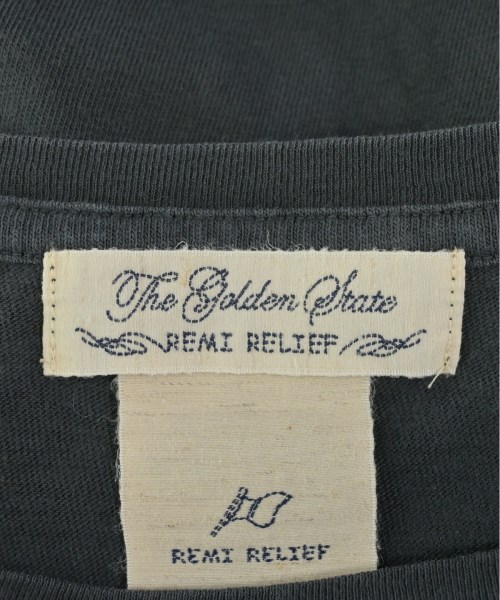 The Golden State
REMI RELIEF
REMI RELIEF